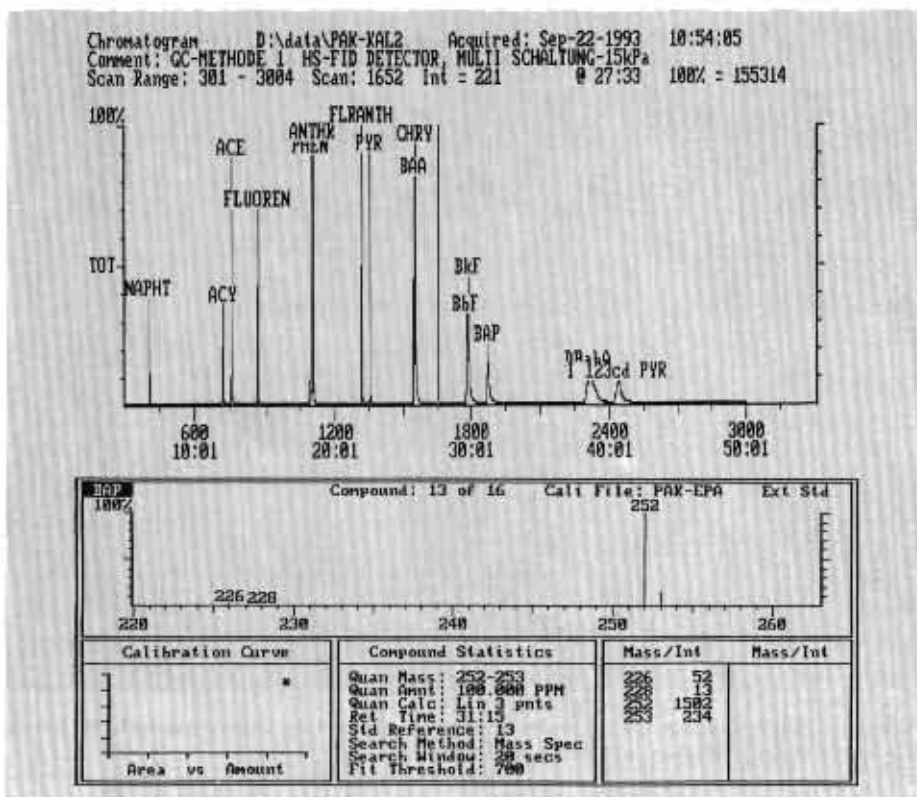 Chromatogram D:\data\PAK-XAL2 Acquired: Sep-22-1993 10:54:05
Comment: GC-METHODE 1 HS-FID DETECTOR, MULTI SCHALTUNG-15kPa
Scan Range: 301 - 3004 Scan: 1652 Int = 221 @ 27:33 100% = 155314
100%
FLRANTH
ANTHR
CHRY
ACE
PHEN
PYR
BAA
FLUOREN
TOT
BkF
NAPHT
ACY
BbF
BAP
I 123cd PYR
600 1200 1800 2400 3000
10:01 20:01 30:01 40:01 50:01
BAP Compound: 13 of 16 Cali File: PAK-EPA Ext Std
100% 252
226 228
220 230 240 250 260
Calibration Curve
Area vs Amount
Compound Statistics
Quan Mass: 252-253
Quan Amnt: 100.000 PPM
Quan Calc: Lin 3 pnts
Ret Time: 31:15
Std Reference: 13
Search Method: Mass Spec
Search Window: 20 secs
Fit Threshold: 700
Mass/Int Mass/Int
226 52
228 13
252 1502
253 234